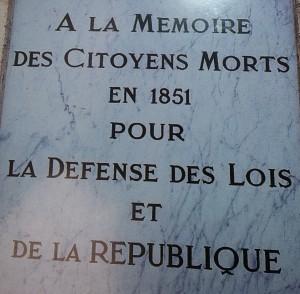 A LA MEMOIRE
DES CITOYENS MORTS
EN 1851
POUR
LA DEFENSE DES LOIS
ET
DE LA REPUBLIQUE